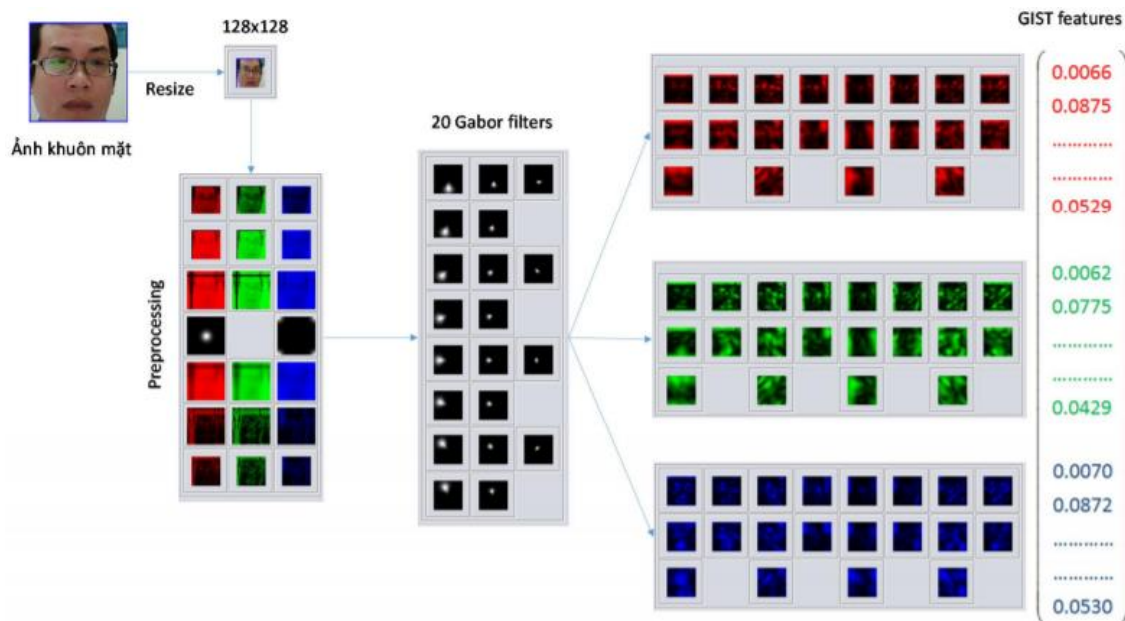 128x128
GIST features
Resize
Ảnh khuôn mặt
20 Gabor filters
Preprocessing
0.0066
0.0875
.............
.............
0.0529
0.0062
0.0775
.............
.............
0.0429
0.0070
0.0872
.............
.............
0.0530